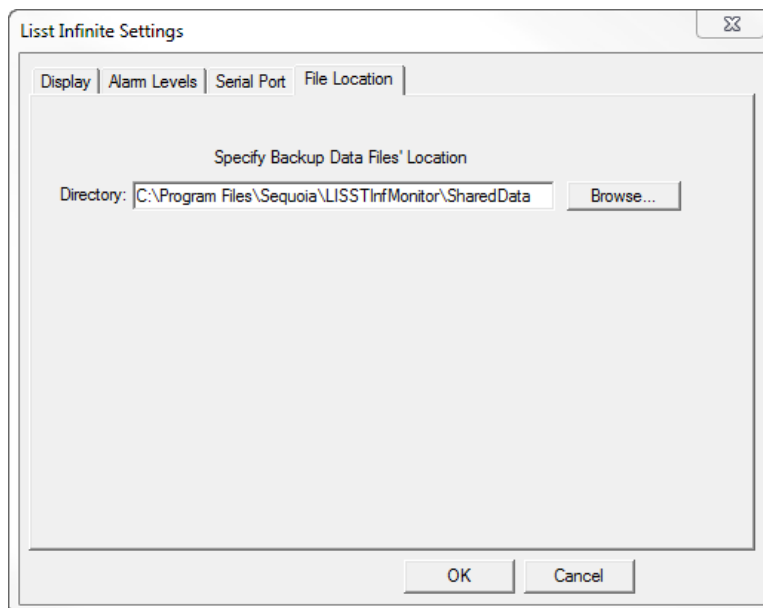 Lisst Infinite Settings
Display Alarm Levels Serial Port File Location
Specify Backup Data Files' Location
Directory: C:\Program Files\Sequoia\LISSTInfMonitor\SharedData Browse...
OK Cancel